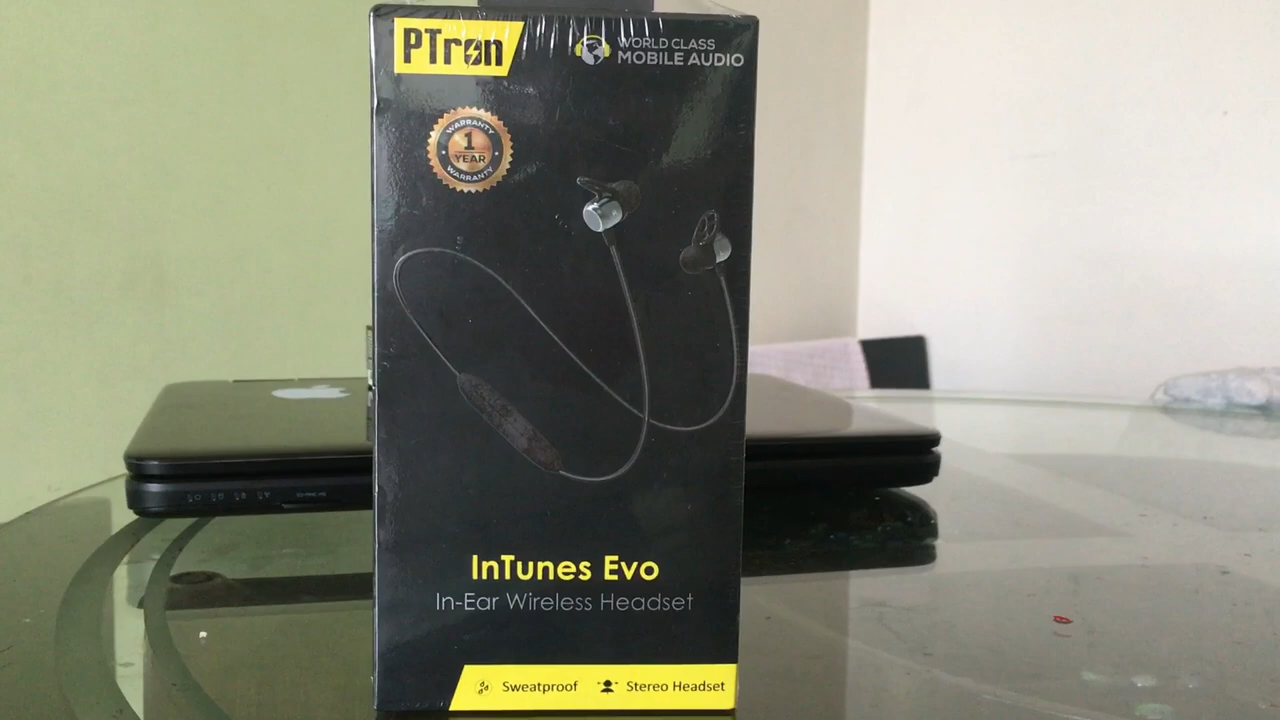 PTron
WORLD CLASS
MOBILE AUDIO
WARRANTY
1
YEAR
WARRANTY
InTunes Evo
In-Ear Wireless Headset
Sweatproof
Stereo Headset